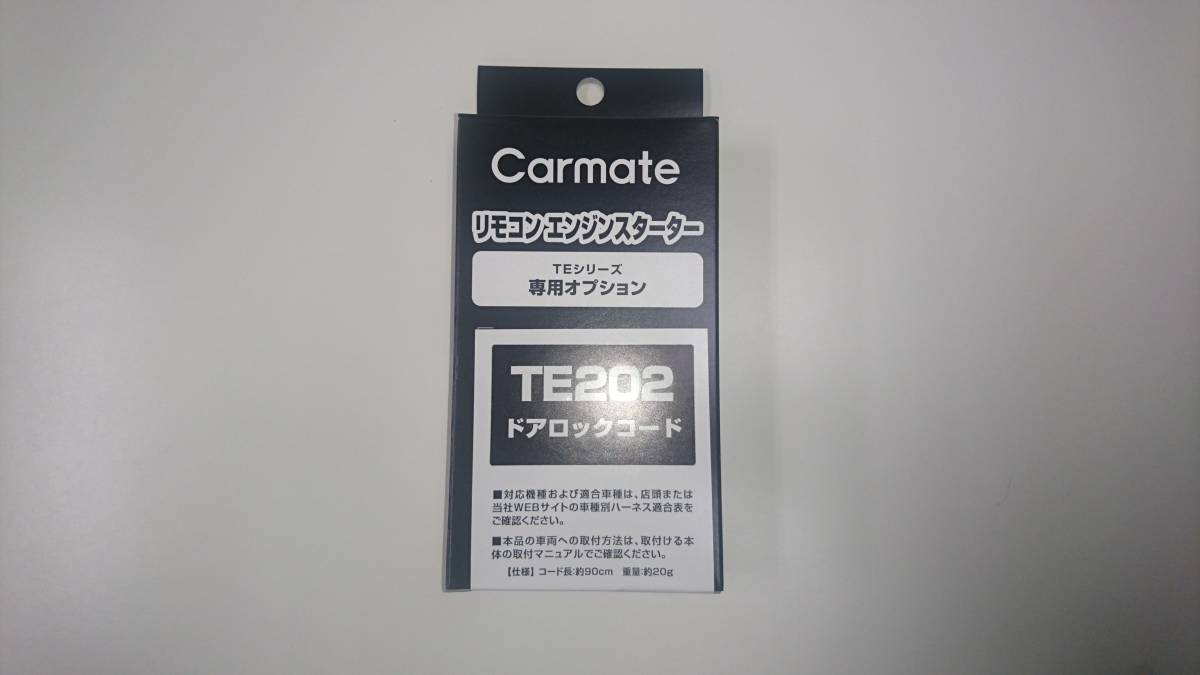 Carmate
リモコンエンジンスターター
TEシリーズ
専用オプション
TE202
ドアロックコード
■対応機種および適合車種は、店頭または
当社WEBサイトの車種別ハーネス適合表を
ご確認ください。
■本品の車両への取付方法は、取付ける本
体の取付マニュアルでご確認ください。
【仕様】コード長:約90cm 重量:約20g